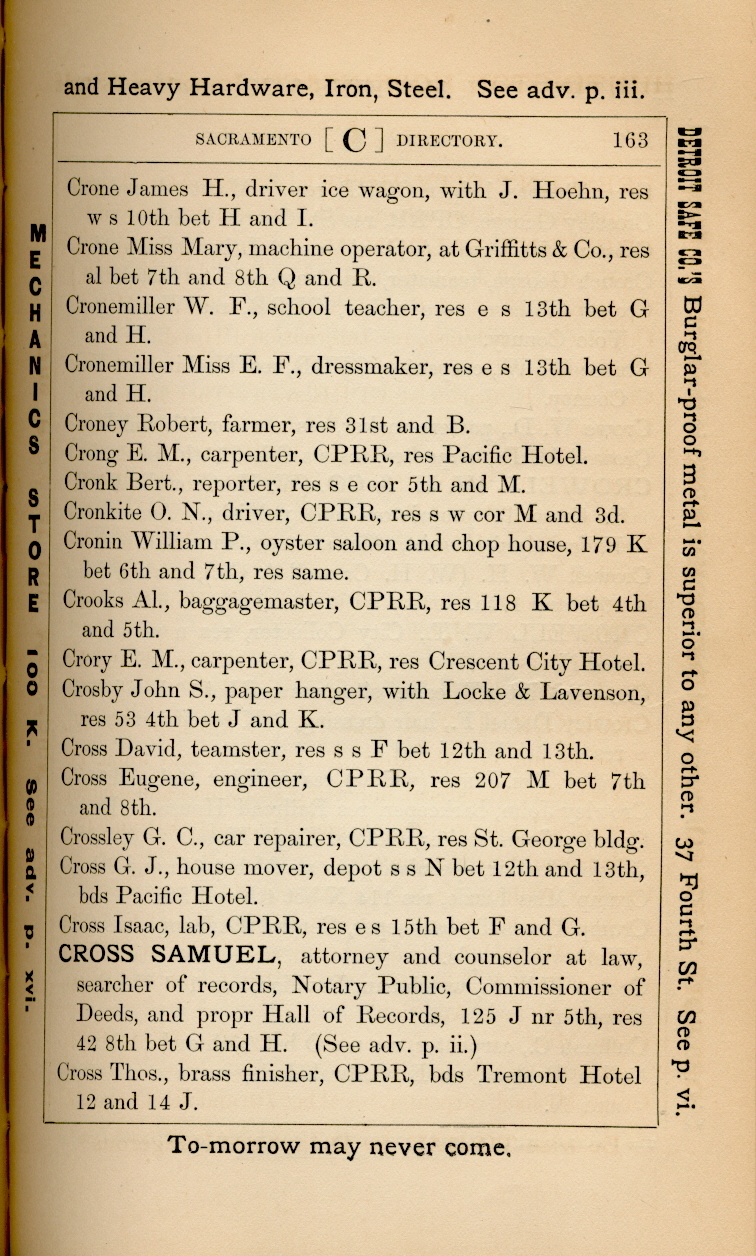 and Heavy Hardware, Iron, Steel. See adv. p. iii.
SACRAMENTO [ C ] DIRECTORY. 163
Crone James H., driver ice wagon, with J. Hoehn, res
w s 10th bet H and I.
Crone Miss Mary, machine operator, at Griffitts & Co., res
al bet 7th and 8th Q and R.
Cronemiller W. F., school teacher, res e s 13th bet G
and H.
Cronemiller Miss E. F., dressmaker, res e s 13th bet G
and H.
Croney Robert, farmer, res 31st and B.
Crong E. M., carpenter, CPRR, res Pacific Hotel.
Cronk Bert., reporter, res s e cor 5th and M.
Cronkite O. N., driver, CPRR, res s w cor M and 3d.
Cronin William P., oyster saloon and chop house, 179 K
bet 6th and 7th, res same.
Crooks Al., baggagemaster, CPRR, res 118 K bet 4th
and 5th.
Crory E. M., carpenter, CPRR, res Crescent City Hotel.
Crosby John S., paper hanger, with Locke & Lavenson,
res 53 4th bet J and K.
Cross David, teamster, res s s F bet 12th and 13th.
Cross Eugene, engineer, CPRR, res 207 M bet 7th
and 8th.
Crossley G. C., car repairer, CPRR, res St. George bldg.
Cross G. J., house mover, depot s s N bet 12th and 13th,
bds Pacific Hotel.
Cross Isaac, lab, CPRR, res e s 15th bet F and G.
CROSS SAMUEL, attorney and counselor at law,
searcher of records, Notary Public, Commissioner of
Deeds, and propr Hall of Records, 125 J nr 5th, res
42 8th bet G and H. (See adv. p. ii.)
Cross Thos., brass finisher, CPRR, bds Tremont Hotel
12 and 14 J.
To-morrow may never come.
MECHANICS STORE 100 K. See adv. p. xvi.
DETROIT SAFE CO.'S Burglar-proof metal is superior to any other. 37 Fourth St. See p. vi.